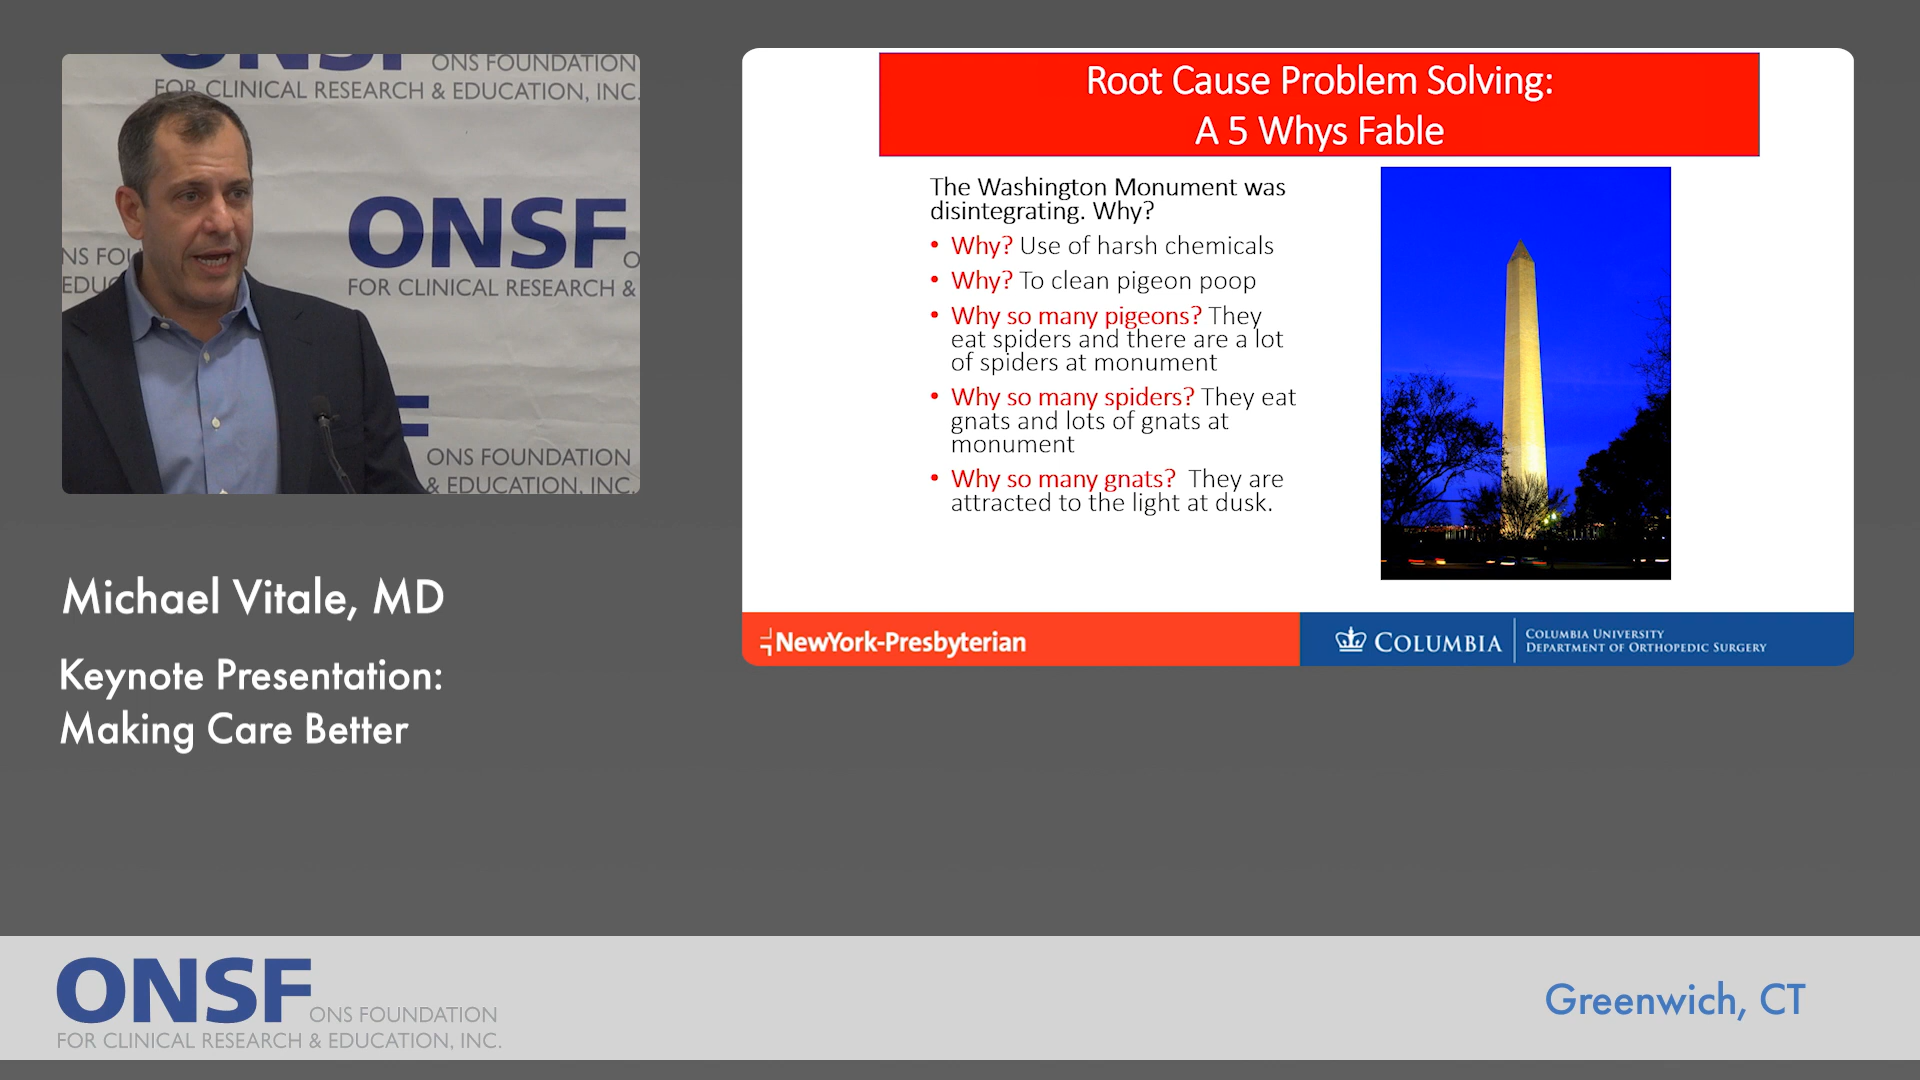 ONSF ONS FOUNDATION
FOR CLINICAL RESEARCH & EDUCATION, INC.
ONSF
NS FOU
EDUC
FOR CLINICAL RESEARCH &
ONS FOUNDATION
& EDUCATION, INC.
Michael Vitale, MD
Keynote Presentation:
Making Care Better
Root Cause Problem Solving:
A 5 Whys Fable
The Washington Monument was
disintegrating. Why?
• Why? Use of harsh chemicals
• Why? To clean pigeon poop
• Why so many pigeons? They
eat spiders and there are a lot
of spiders at monument
• Why so many spiders? They eat
gnats and lots of gnats at
monument
• Why so many gnats? They are
attracted to the light at dusk.
NewYork-Presbyterian
COLUMBIA
COLUMBIA UNIVERSITY
DEPARTMENT OF ORTHOPEDIC SURGERY
ONSF ONS FOUNDATION
FOR CLINICAL RESEARCH & EDUCATION, INC.
Greenwich, CT